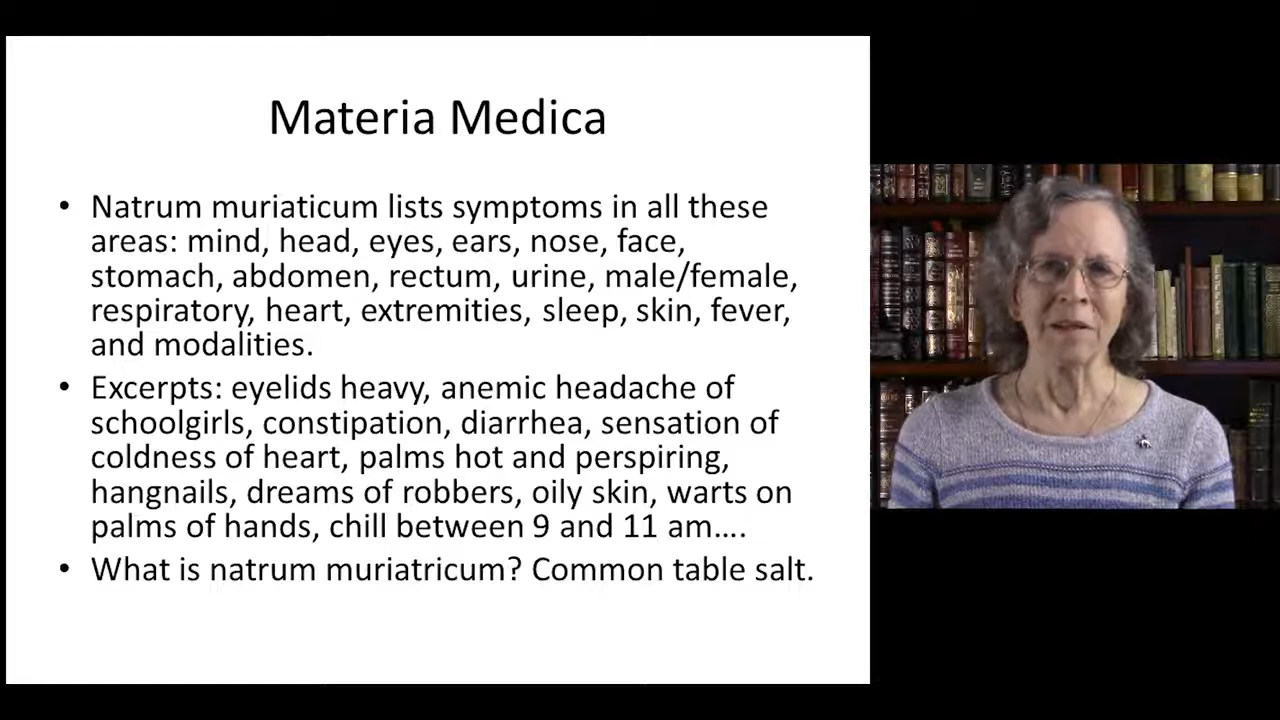 Materia Medica
• Natrum muriaticum lists symptoms in all these
areas: mind, head, eyes, ears, nose, face,
stomach, abdomen, rectum, urine, male/female,
respiratory, heart, extremities, sleep, skin, fever,
and modalities.
• Excerpts: eyelids heavy, anemic headache of
schoolgirls, constipation, diarrhea, sensation of
coldness of heart, palms hot and perspiring,
hangnails, dreams of robbers, oily skin, warts on
palms of hands, chill between 9 and 11 am....
• What is natrum muriatricum? Common table salt.